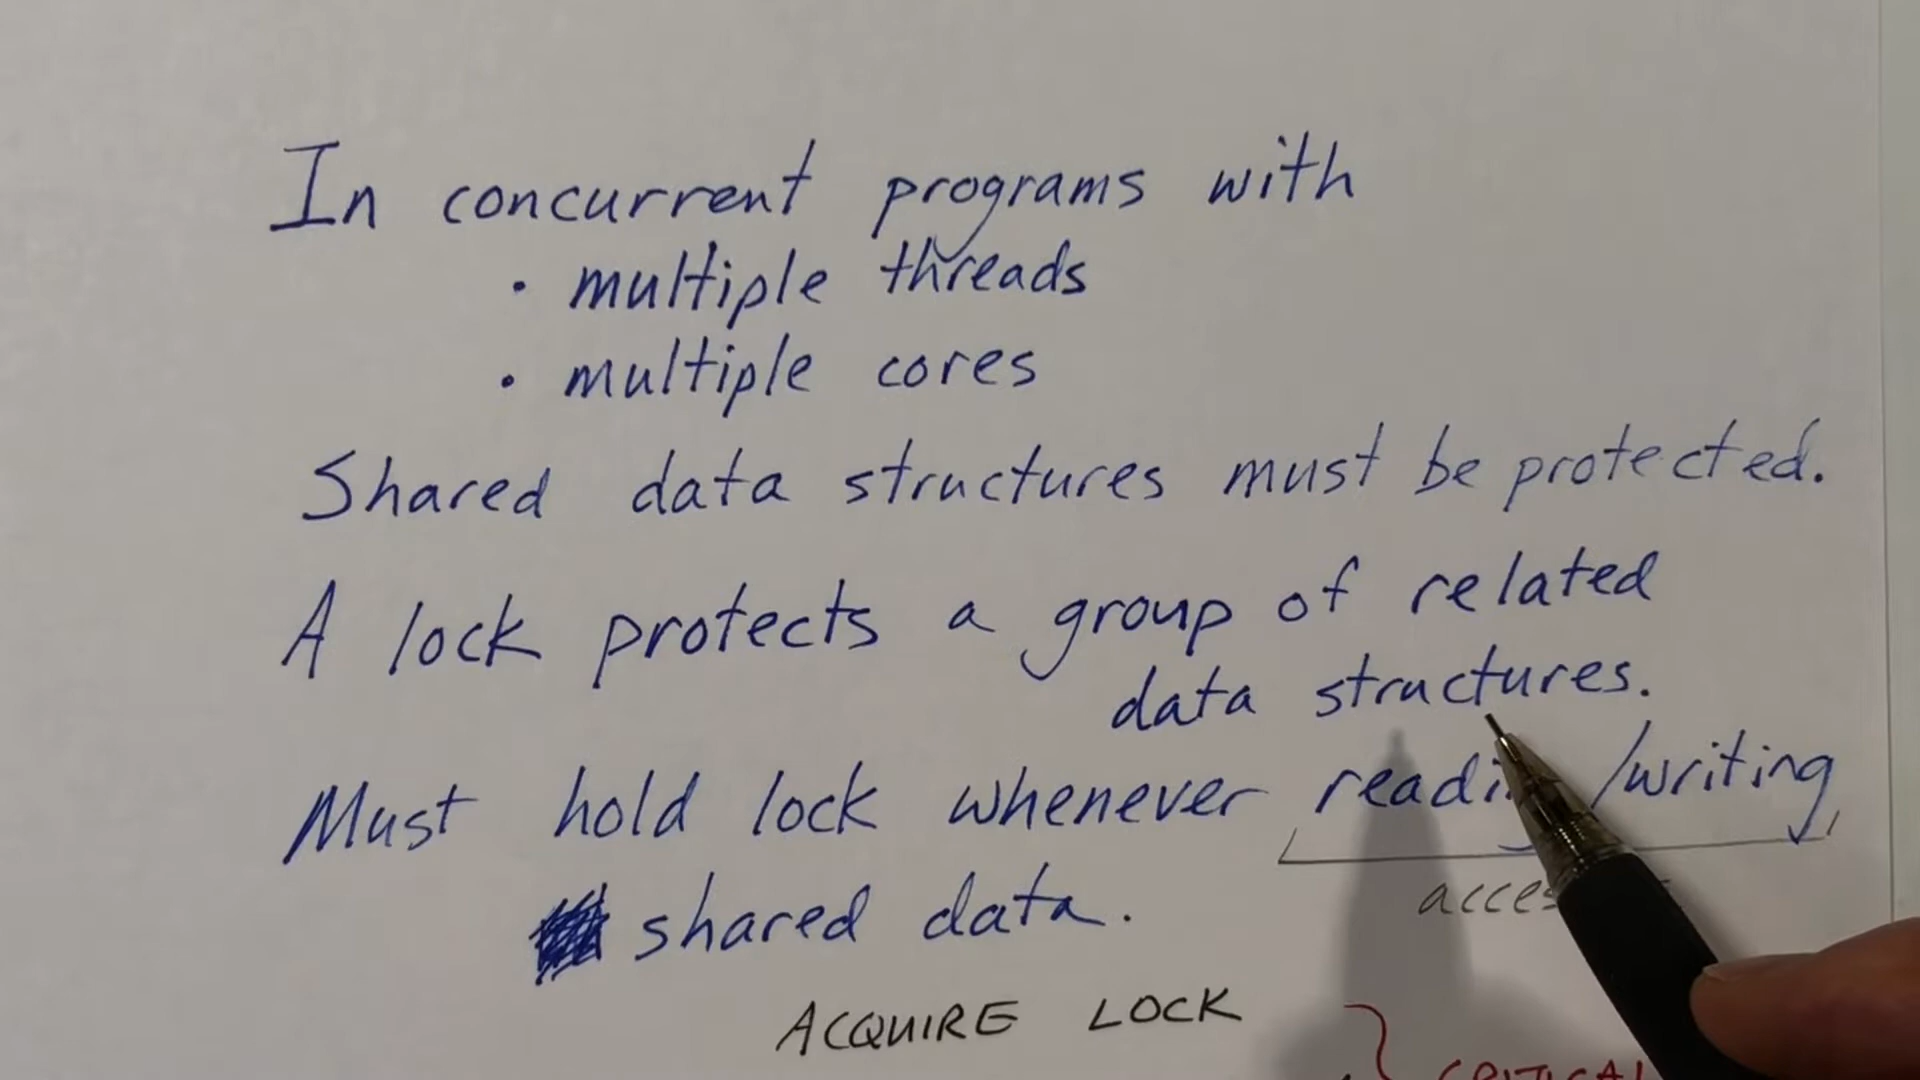 In concurrent programs with
• multiple threads
• multiple cores
Shared data structures must be protected.
A lock protects a group of related
data structures.
Must hold lock whenever /writing
shared data.
ACQUIRE LOCK